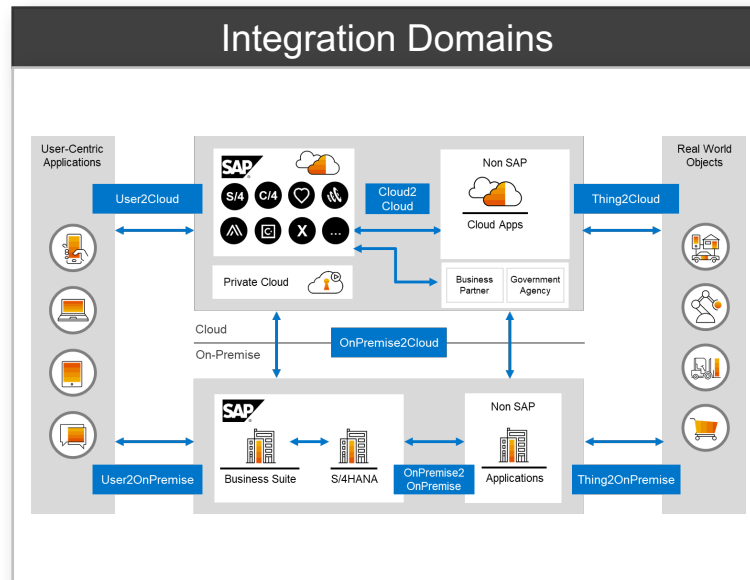 Integration Domains
User-Centric
Applications
Real World
Objects
SAP
Non SAP
User2Cloud
Cloud2
Cloud
Thing2Cloud
S/4
C/4
X
...
Cloud Apps
Private Cloud
Business
Partner
Government
Agency
Cloud
OnPremise2Cloud
On-Premise
SAP
Non SAP
Business Suite
S/4HANA
Applications
User2OnPremise
OnPremise2
OnPremise
Thing2OnPremise